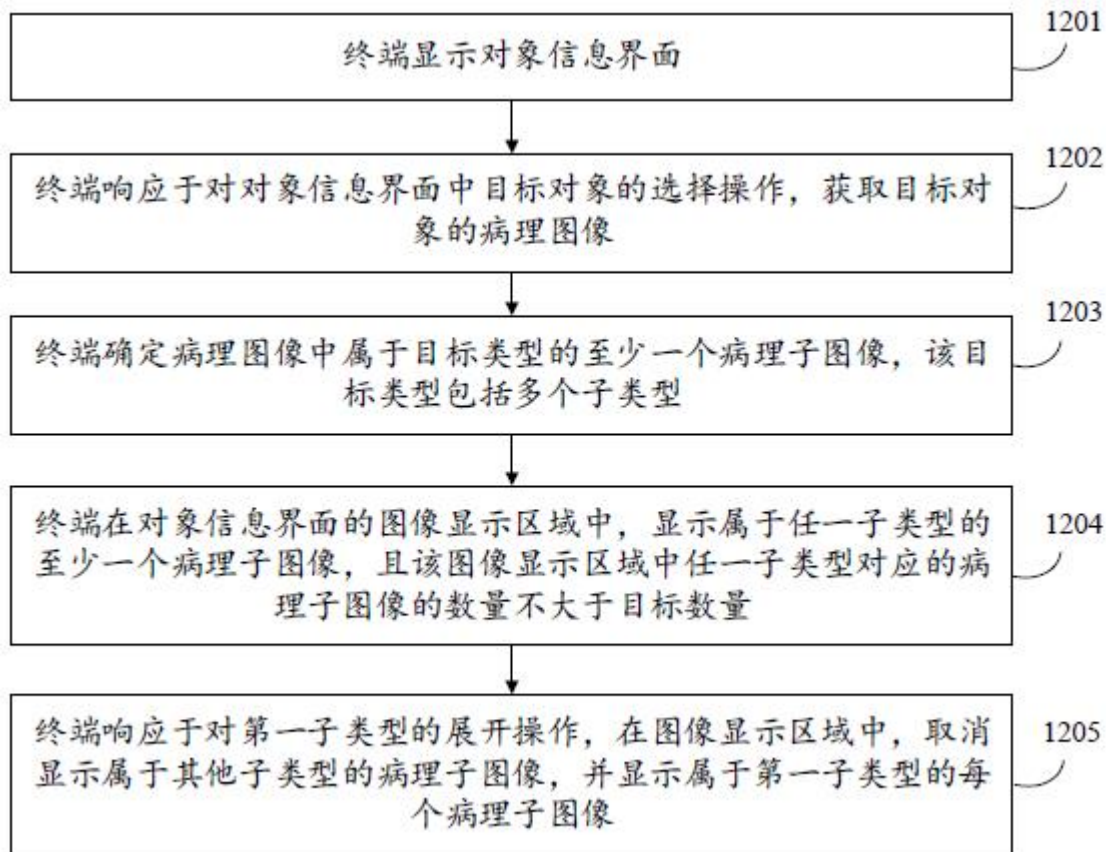 1201
终端显示对象信息界面
1202
终端响应于对对象信息界面中目标对象的选择操作，获取目标对
象的病理图像
1203
终端确定病理图像中属于目标类型的至少一个病理子图像，该目
标类型包括多个子类型
1204
终端在对象信息界面的图像显示区域中，显示属于任一子类型的
至少一个病理子图像，且该图像显示区域中任一子类型对应的病
理子图像的数量不大于目标数量
1205
终端响应于对第一子类型的展开操作，在图像显示区域中，取消
显示属于其他子类型的病理子图像，并显示属于第一子类型的每
个病理子图像